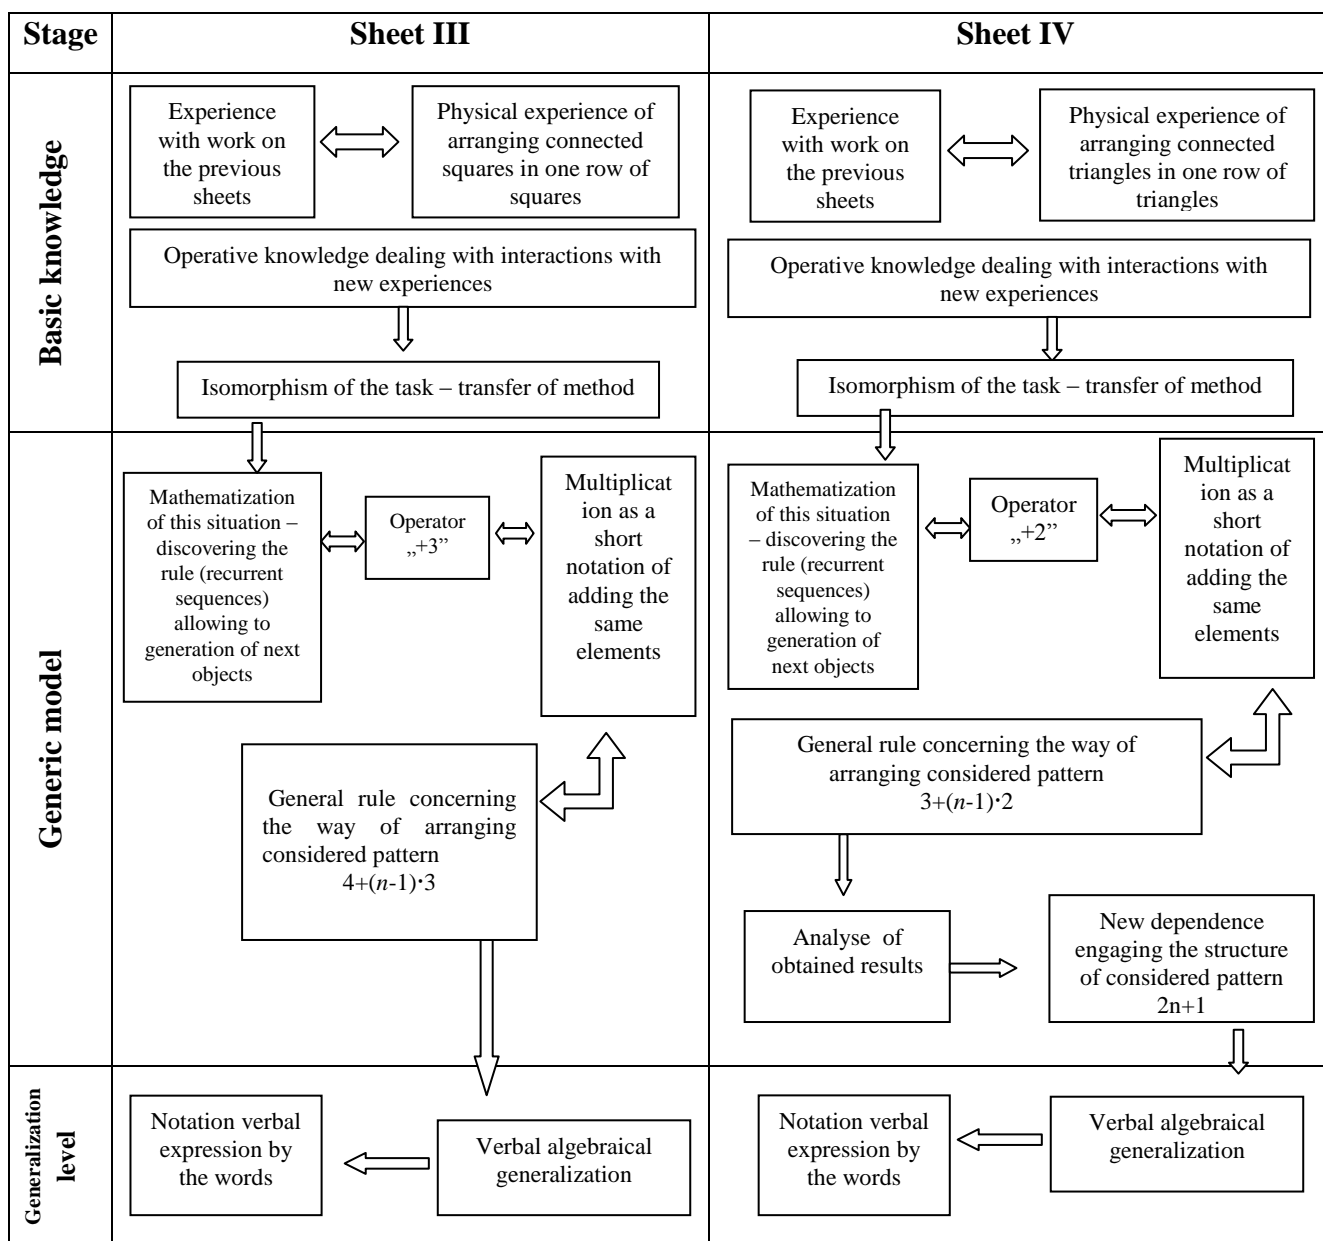 Stage
Sheet III
Sheet IV
Basic knowledge
Experience
with work on
the previous
sheets
Physical experience of
arranging connected
squares in one row of
squares
Operative knowledge dealing with interactions with
new experiences
Isomorphism of the task – transfer of method
Experience
with work on
the previous
sheets
Physical experience of
arranging connected
triangles in one row of
triangles
Operative knowledge dealing with interactions with
new experiences
Isomorphism of the task – transfer of method
Generic model
Mathematization
of this situation –
discovering the
rule (recurrent
sequences)
allowing to
generation of next
objects
Operator
„+3”
Multiplicat
ion as a
short
notation of
adding the
same
elements
General rule concerning
the way of arranging
considered pattern
4+(n-1)·3
Mathematization
of this situation
– discovering the
rule (recurrent
sequences)
allowing to
generation of
next objects
Operator
„+2”
Multiplicat
ion as a
short
notation of
adding the
same
elements
General rule concerning the way of
arranging considered pattern
3+(n-1)·2
Analyse of
obtained results
New dependence
engaging the structure
of considered pattern
2n+1
Generalization
level
Notation verbal
expression by
the words
Verbal algebraical
generalization
Notation verbal
expression by
the words
Verbal algebraical
generalization